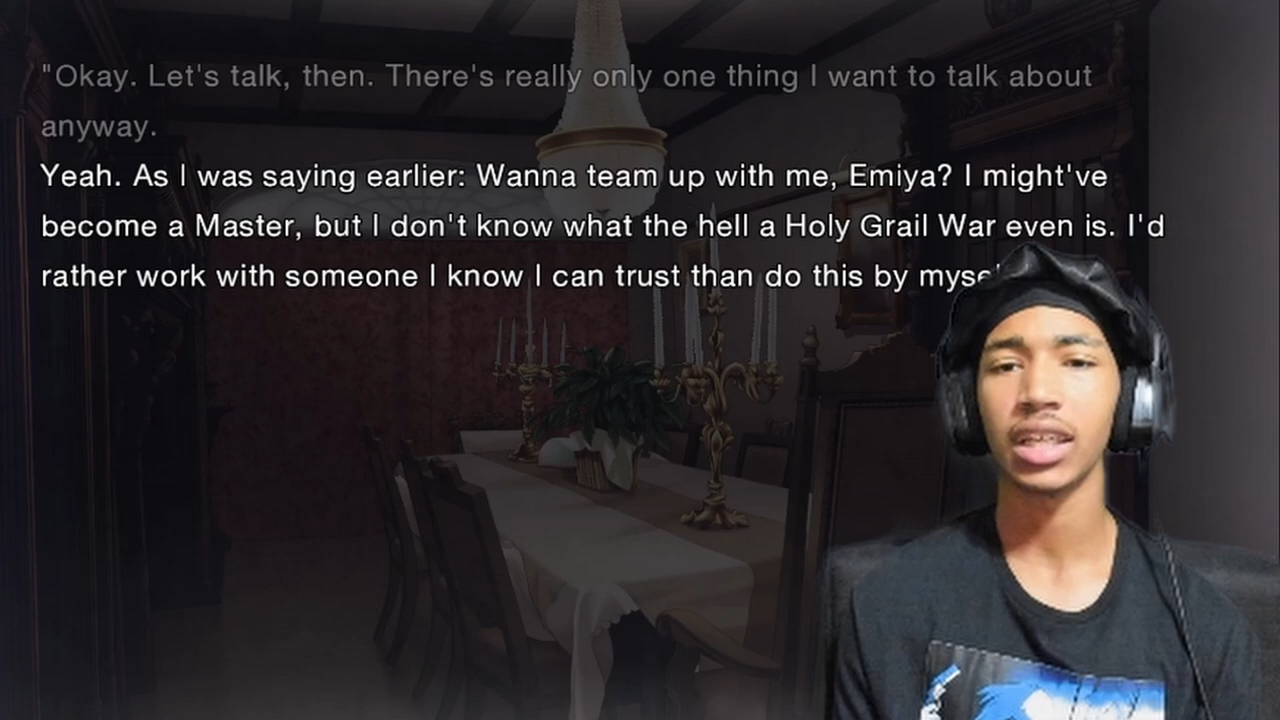 "Okay. Let's talk, then. There's really only one thing I want to talk about
anyway.
Yeah. As I was saying earlier: Wanna team up with me, Emiya? I might've
become a Master, but I don't know what the hell a Holy Grail War even is. I'd
rather work with someone I know I can trust than do this by